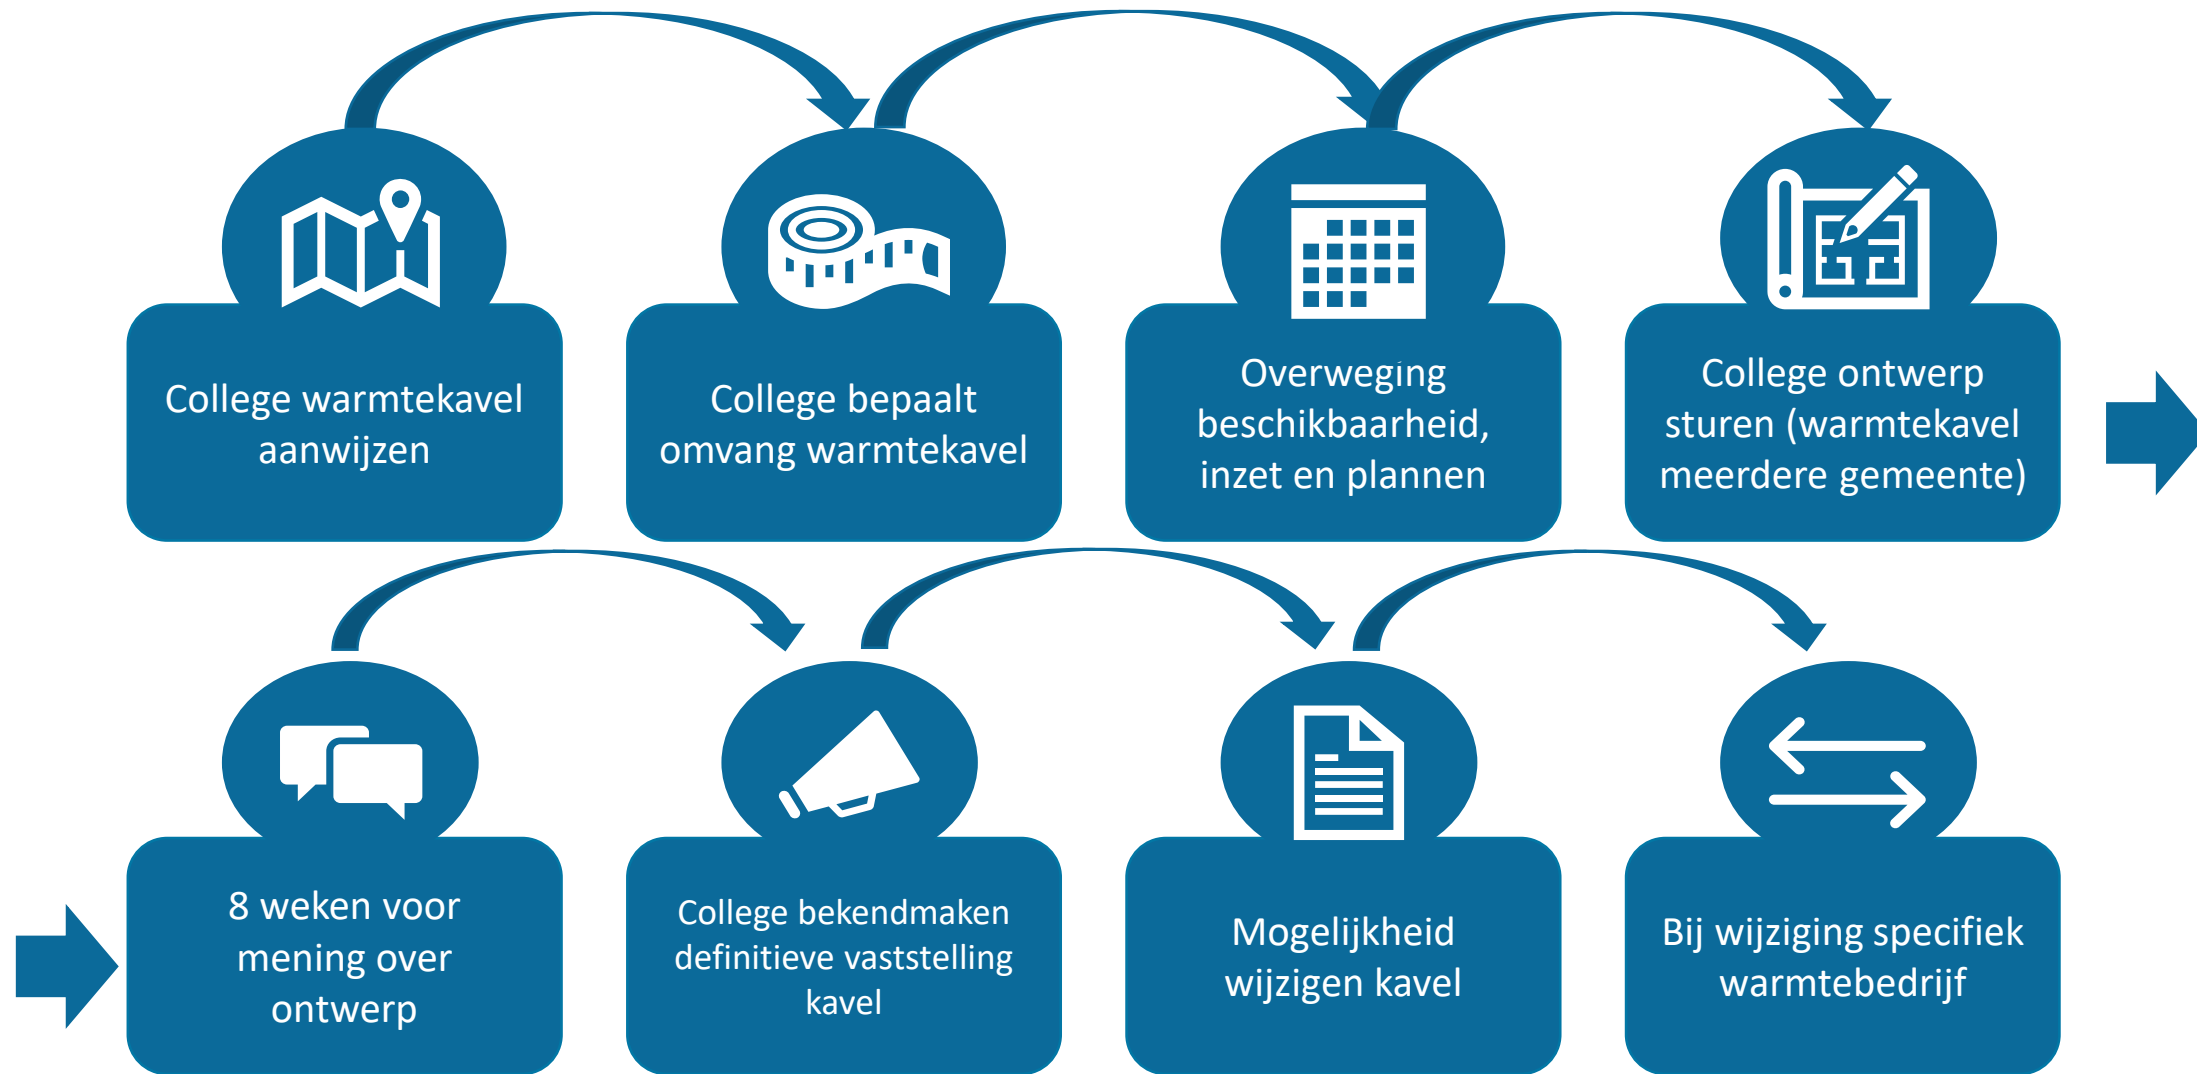 College warmtekavel
aanwijzen
College bepaalt
omvang warmtekavel
Overweging
beschikbaarheid,
inzet en plannen
College ontwerp
sturen (warmtekavel
meerdere gemeente)
8 weken voor
mening over
ontwerp
College bekendmaken
definitieve vaststelling
kavel
Mogelijkheid
wijzigen kavel
Bij wijziging specifiek
warmtebedrijf